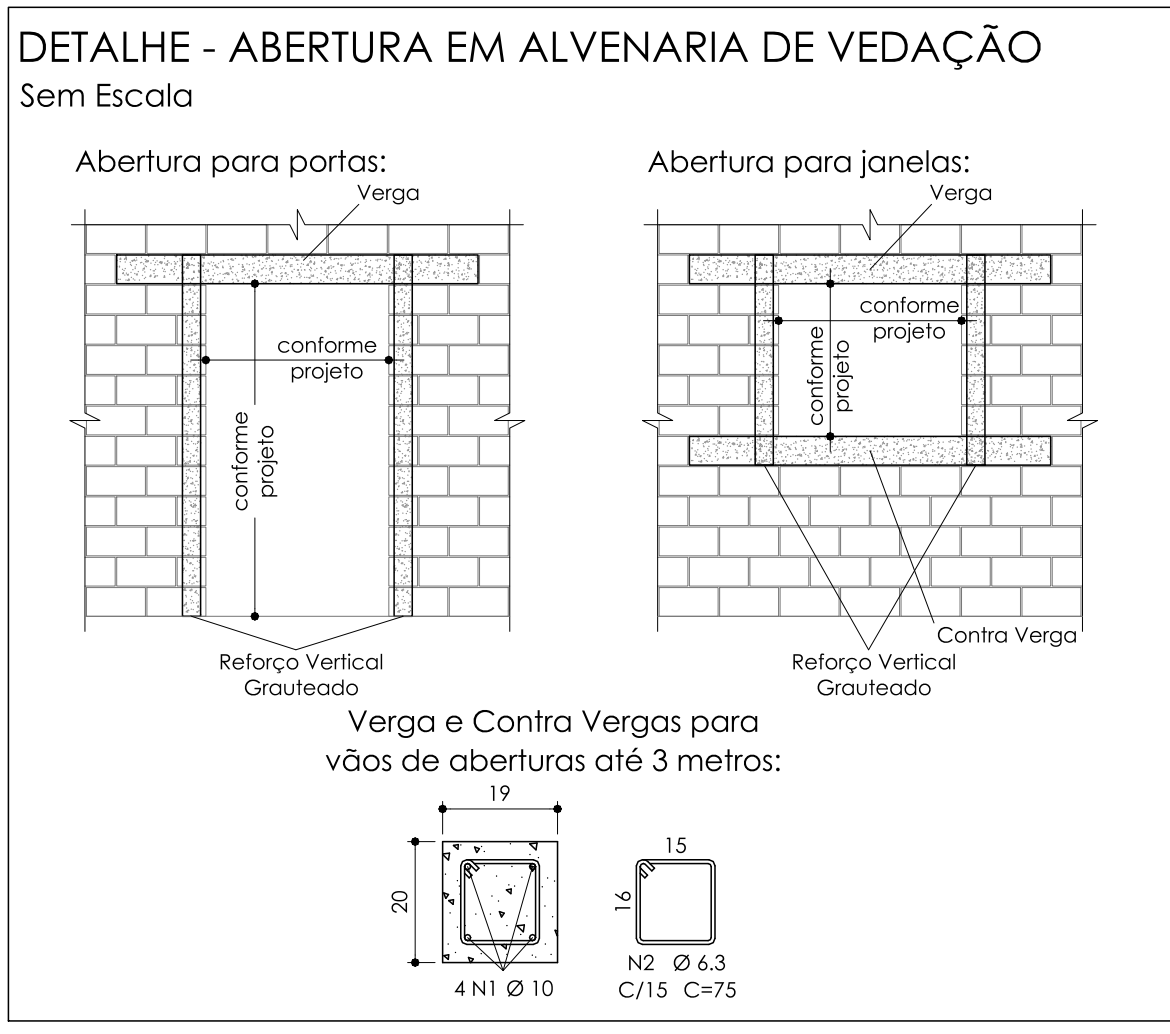 DETALHE - ABERTURA EM ALVENARIA DE VEDAÇÃO
Sem Escala
Abertura para portas:
Verga
conforme
projeto
conforme
projeto
Reforço Vertical
Grauteado
Abertura para janelas:
Verga
conforme
projeto
conforme
projeto
Contra Verga
Reforço Vertical
Grauteado
Verga e Contra Vergas para
vãos de aberturas até 3 metros:
19
20
4 N1 Ø 10
15
16
N2 Ø 6.3
C/15 C=75